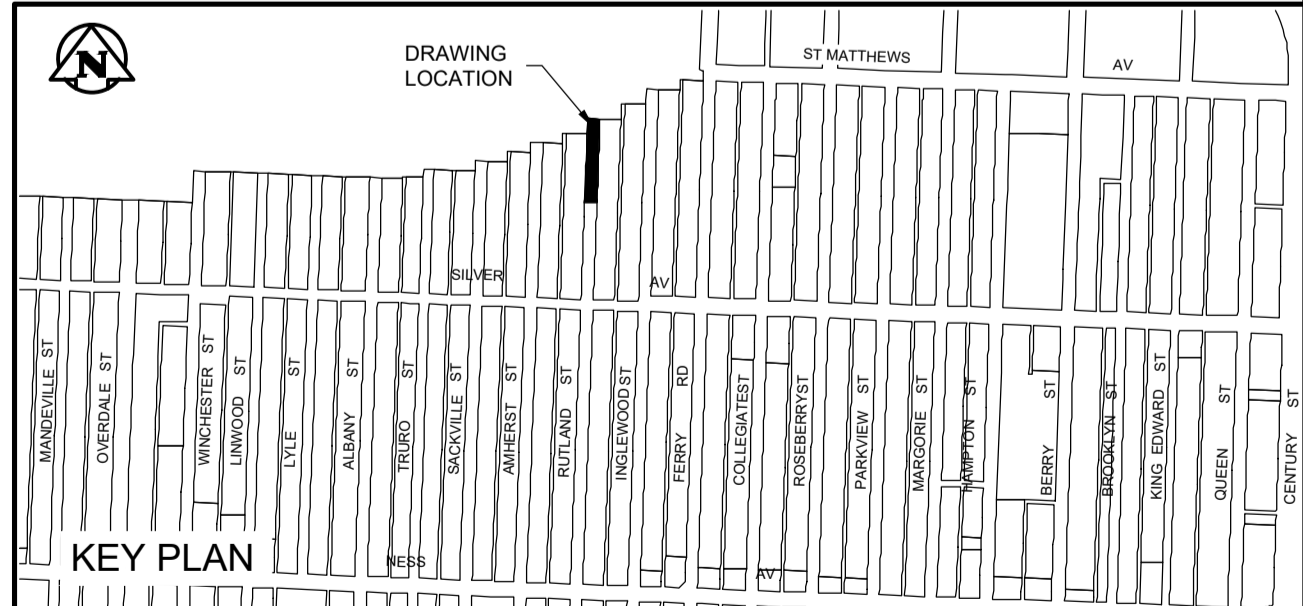 N
DRAWING
LOCATION
ST MATTHEWS AV
SILVER AV
MANDEVILLE ST
OVERDALE ST
WINCHESTER ST
LINWOOD ST
LYLE ST
ALBANY ST
TRURO ST
SACKVILLE ST
AMHERST ST
RUTLAND ST
INGLEWOOD ST
FERRY RD
COLLEGIATE ST
ROSEBERRY ST
PARKVIEW ST
MARGORIE ST
HAMPTON ST
BERRY ST
BROOKLYN ST
KING EDWARD ST
QUEEN ST
CENTURY ST
KEY PLAN
NESS AV